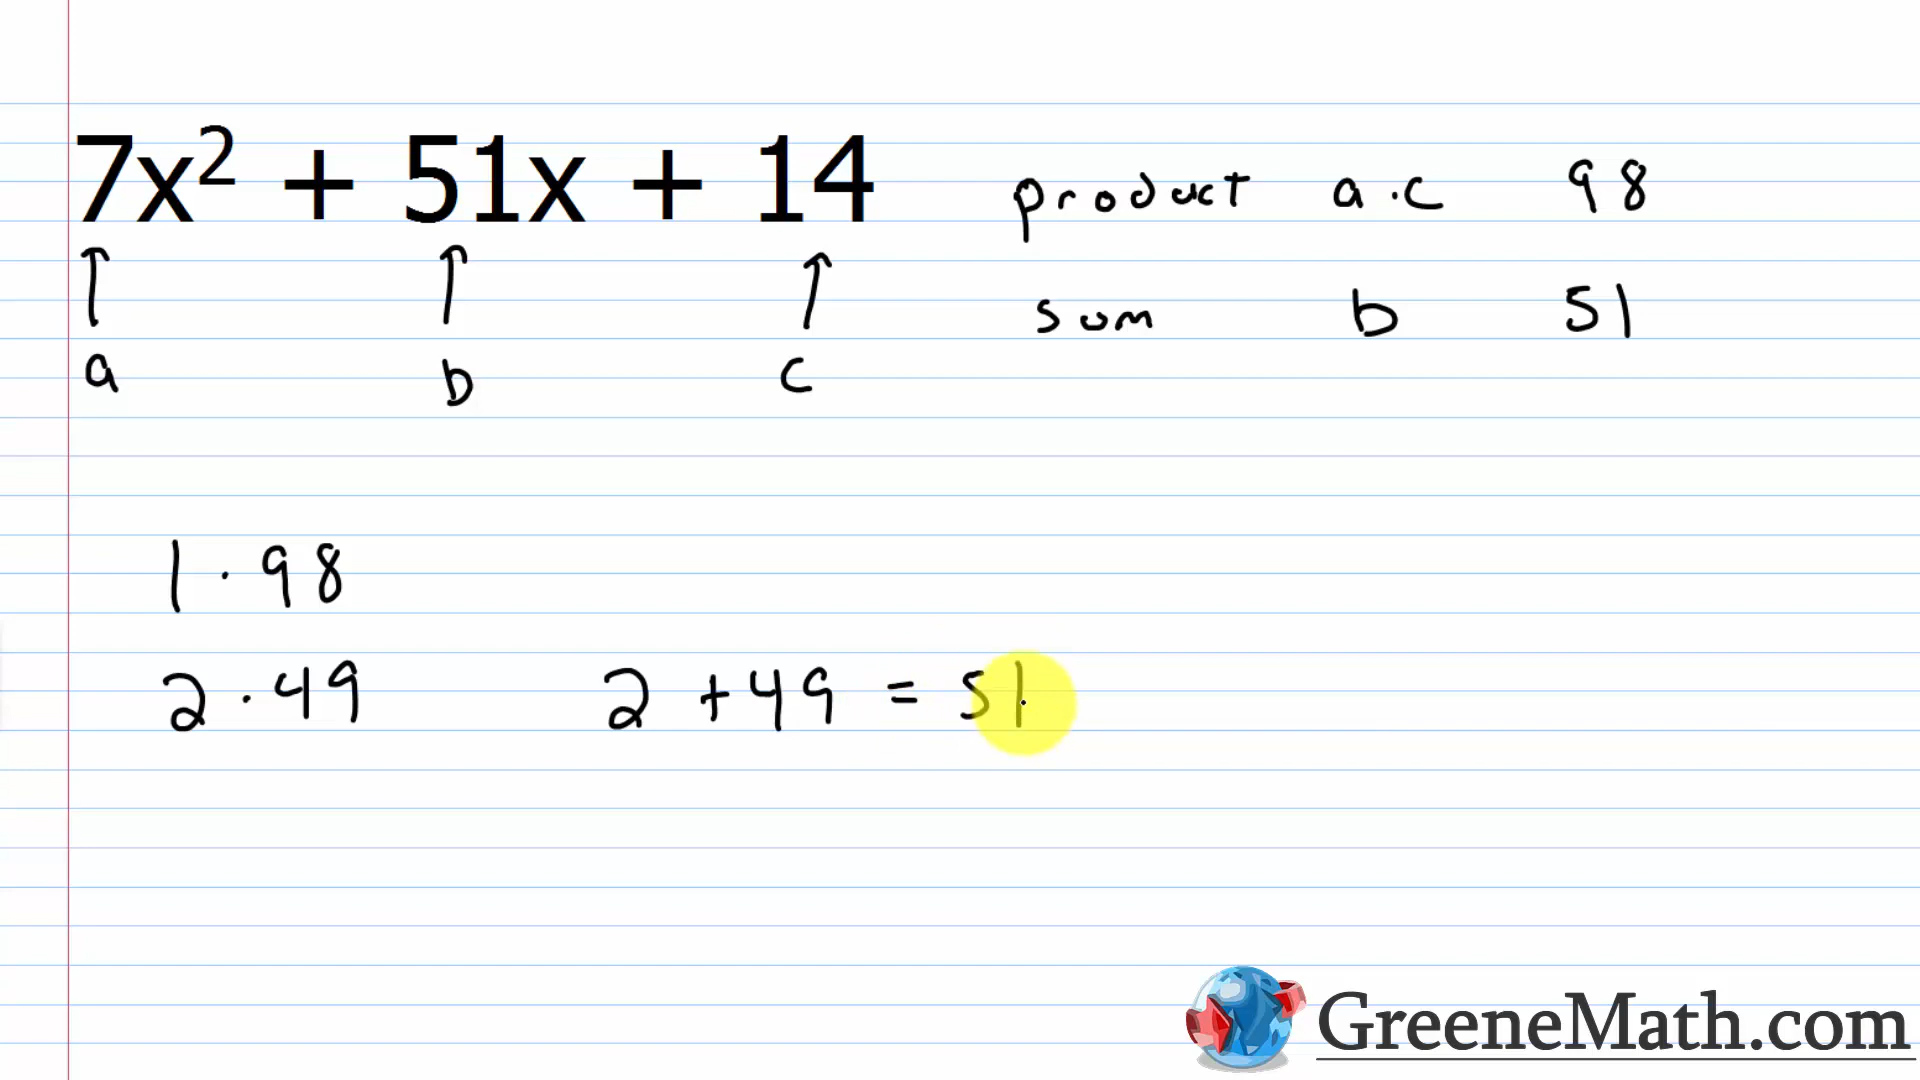 7x² + 51x + 14 product a · c 98
sum b 51
a b c
1 · 98
2 · 49 2 + 49 = 51
GreeneMath.com